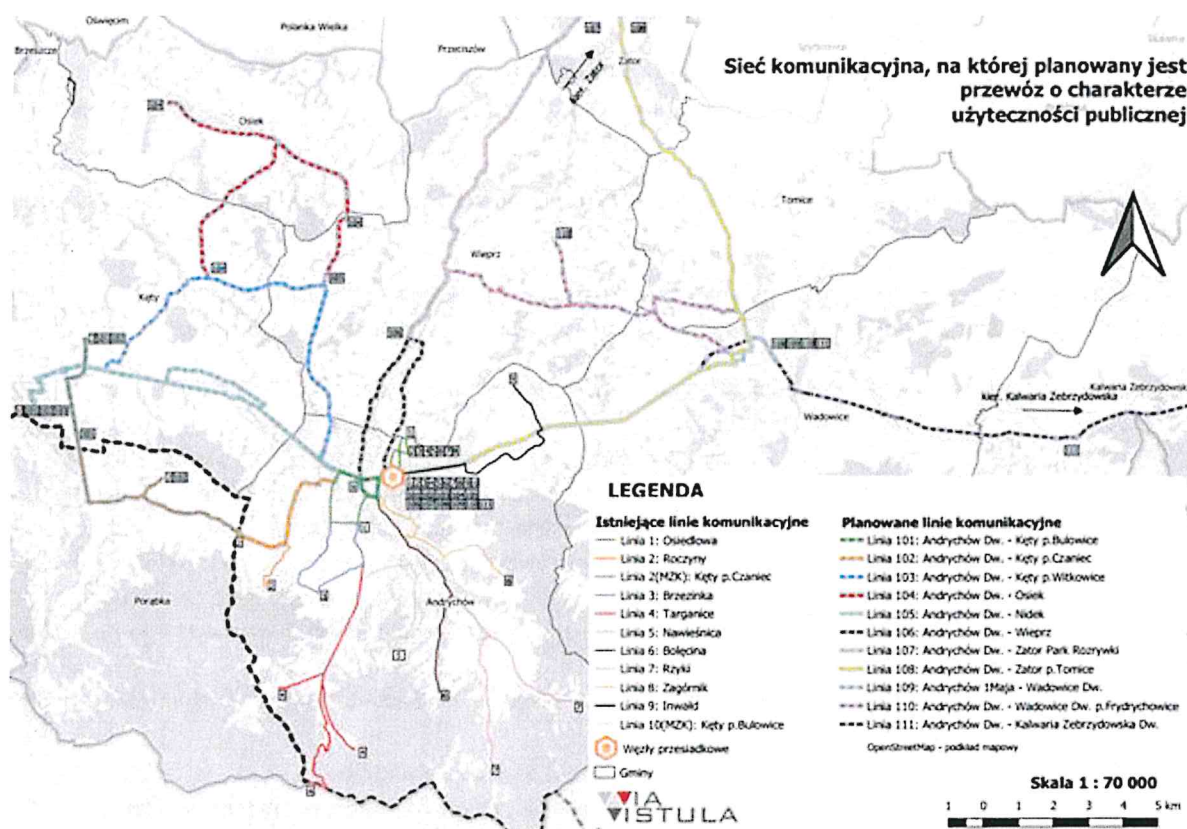 Oświęcim
Polanka Wielka
Brzeszcze
Przeciszów
Zator
kier. Zator
Sieć komunikacyjna, na której planowany jest
przewóz o charakterze
użyteczności publicznej
Osiek
Tomice
Wieprz
Kęty
kier. Kalwaria Zebrzydowska
Kalwaria Zebrzydowsk
Wadowice
Porąbka
Andrychów
LEGENDA
Istniejące linie komunikacyjne
Linia 1: Osiedlowa
Linia 2: Roczyny
Linia 2(MZK): Kęty p.Czaniec
Linia 3: Brzezinka
Linia 4: Targanice
Linia 5: Nawieśnica
Linia 6: Bolęcina
Linia 7: Rzyki
Linia 8: Zagórnik
Linia 9: Inwałd
Linia 10(MZK): Kęty p.Bulowice
Węzły przesiadkowe
Gminy
Planowane linie komunikacyjne
Linia 101: Andrychów Dw. - Kęty p.Bulowice
Linia 102: Andrychów Dw. - Kęty p.Czaniec
Linia 103: Andrychów Dw. - Kęty p.Witkowice
Linia 104: Andrychów Dw. - Osiek
Linia 105: Andrychów Dw. - Nidek
Linia 106: Andrychów Dw. - Wieprz
Linia 107: Andrychów Dw. - Zator Park Rozrywki
Linia 108: Andrychów Dw. - Zator p.Tomice
Linia 109: Andrychów 1Maja - Wadowice Dw.
Linia 110: Andrychów Dw. - Wadowice Dw. p.Frydrychowice
Linia 111: Andrychów Dw. - Kalwaria Zebrzydowska Dw.
OpenStreetMap - podkład mapowy
VIA
VISTULA
Skala 1 : 70 000
1 0 1 2 3 4 5 km